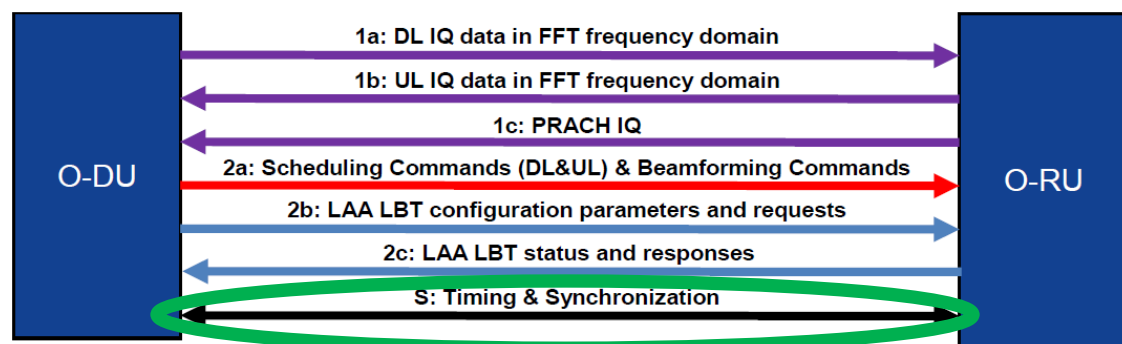 1a: DL IQ data in FFT frequency domain
1b: UL IQ data in FFT frequency domain
1c: PRACH IQ
O-DU
2a: Scheduling Commands (DL&UL) & Beamforming Commands
O-RU
2b: LAA LBT configuration parameters and requests
2c: LAA LBT status and responses
S: Timing & Synchronization